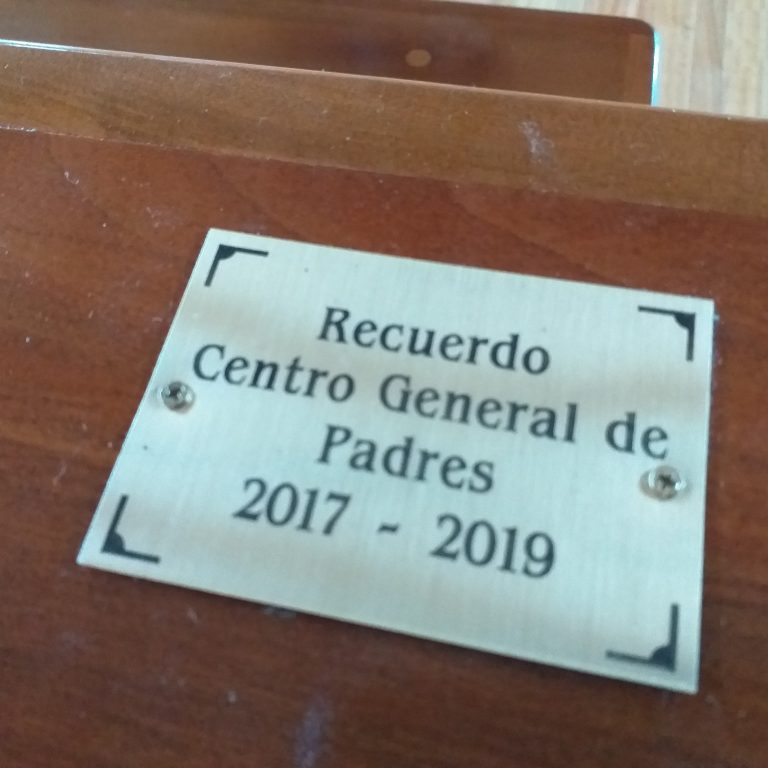 Recuerdo
Centro General de
Padres
2017 - 2019